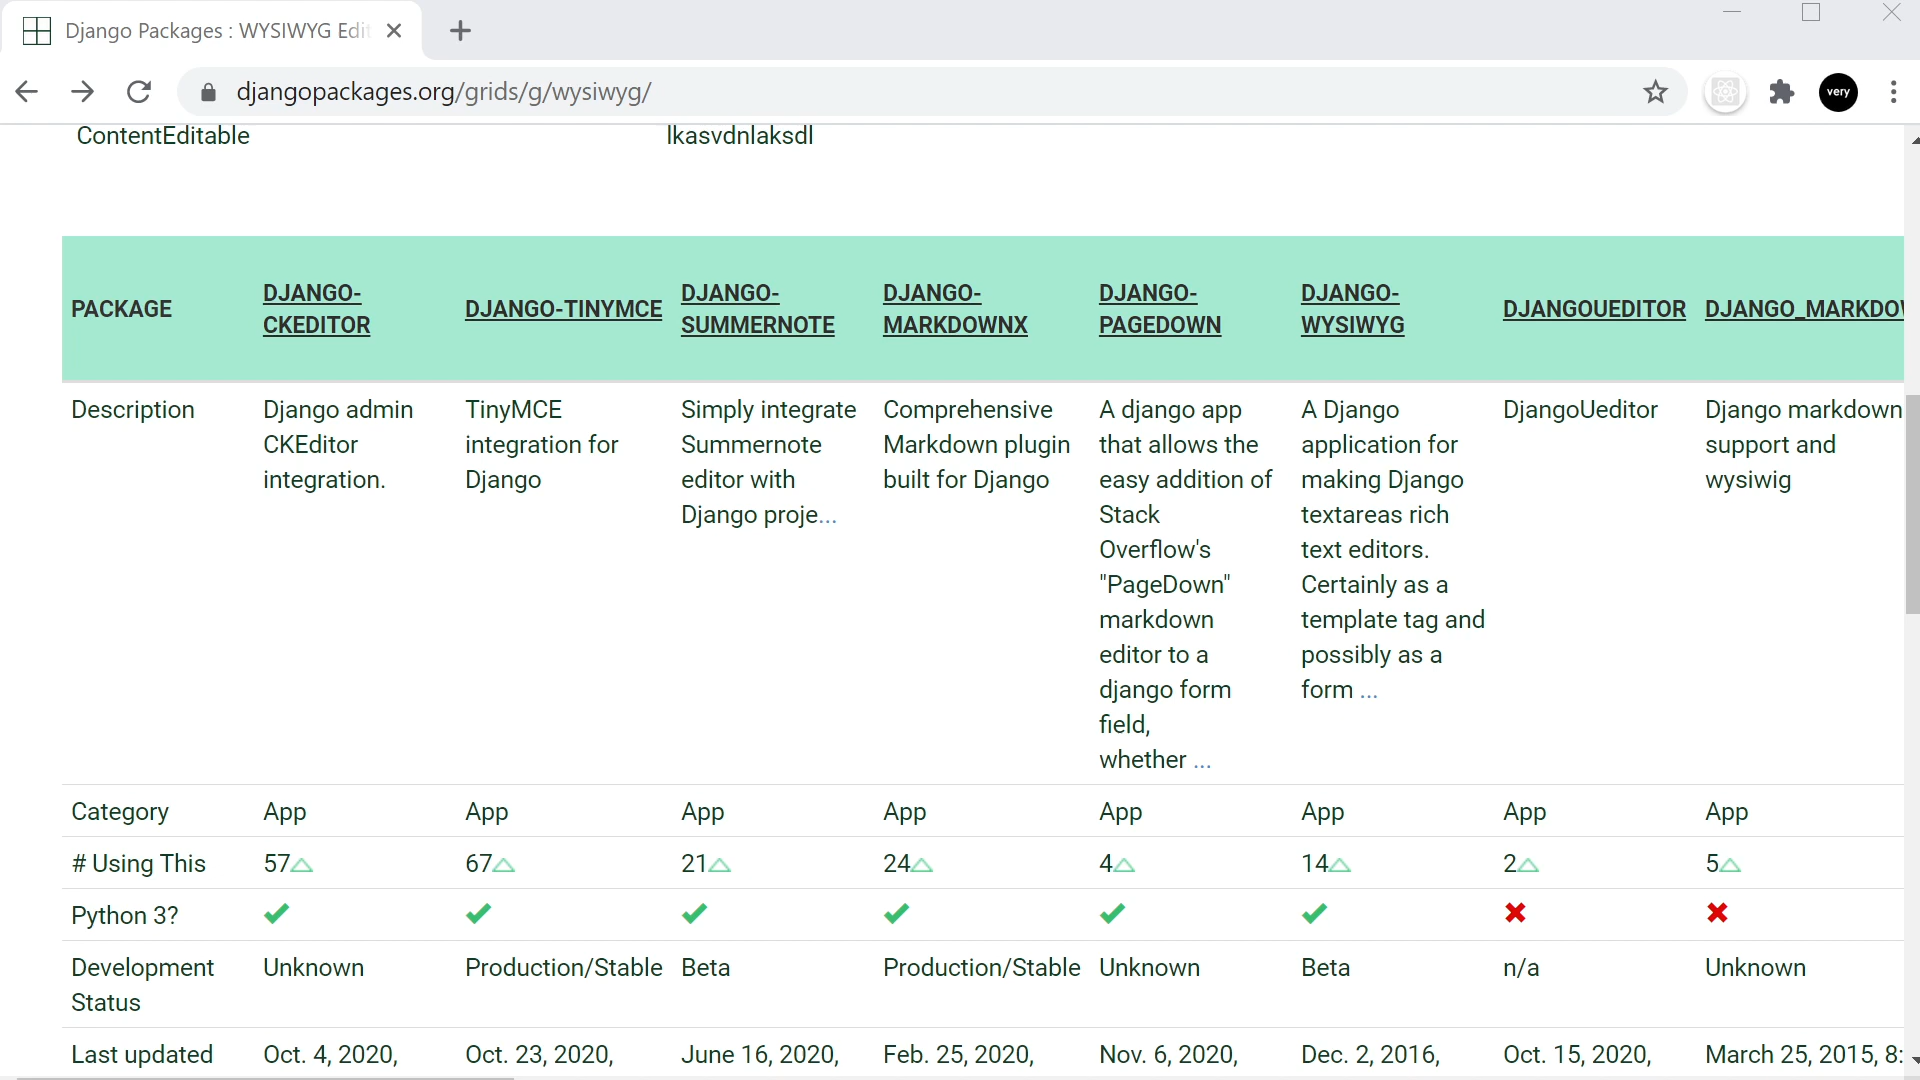 Django Packages : WYSIWYG Edit
djangopackages.org/grids/g/wysiwyg/
very
ContentEditable
lkasvdnlaksdl
PACKAGE
DJANGO-
CKEDITOR
DJANGO-TINYMCE
DJANGO-
SUMMERNOTE
DJANGO-
MARKDOWNX
DJANGO-
PAGEDOWN
DJANGO-
WYSIWYG
DJANGOUEDITOR
DJANGO_MARKDOW
Description
Django admin
CKEditor
integration.
TinyMCE
integration for
Django
Simply integrate
Summernote
editor with
Django proje...
Comprehensive
Markdown plugin
built for Django
A django app
that allows the
easy addition of
Stack
Overflow's
"PageDown"
markdown
editor to a
django form
field,
whether ...
A Django
application for
making Django
textareas rich
text editors.
Certainly as a
template tag and
possibly as a
form ...
DjangoUeditor
Django markdown
support and
wysiwig
Category
App
App
App
App
App
App
App
App
# Using This
57
67
21
24
4
14
2
5
Python 3?
Development
Status
Unknown
Production/Stable
Beta
Production/Stable
Unknown
Beta
n/a
Unknown
Last updated
Oct. 4, 2020,
Oct. 23, 2020,
June 16, 2020,
Feb. 25, 2020,
Nov. 6, 2020,
Dec. 2, 2016,
Oct. 15, 2020,
March 25, 2015, 8: